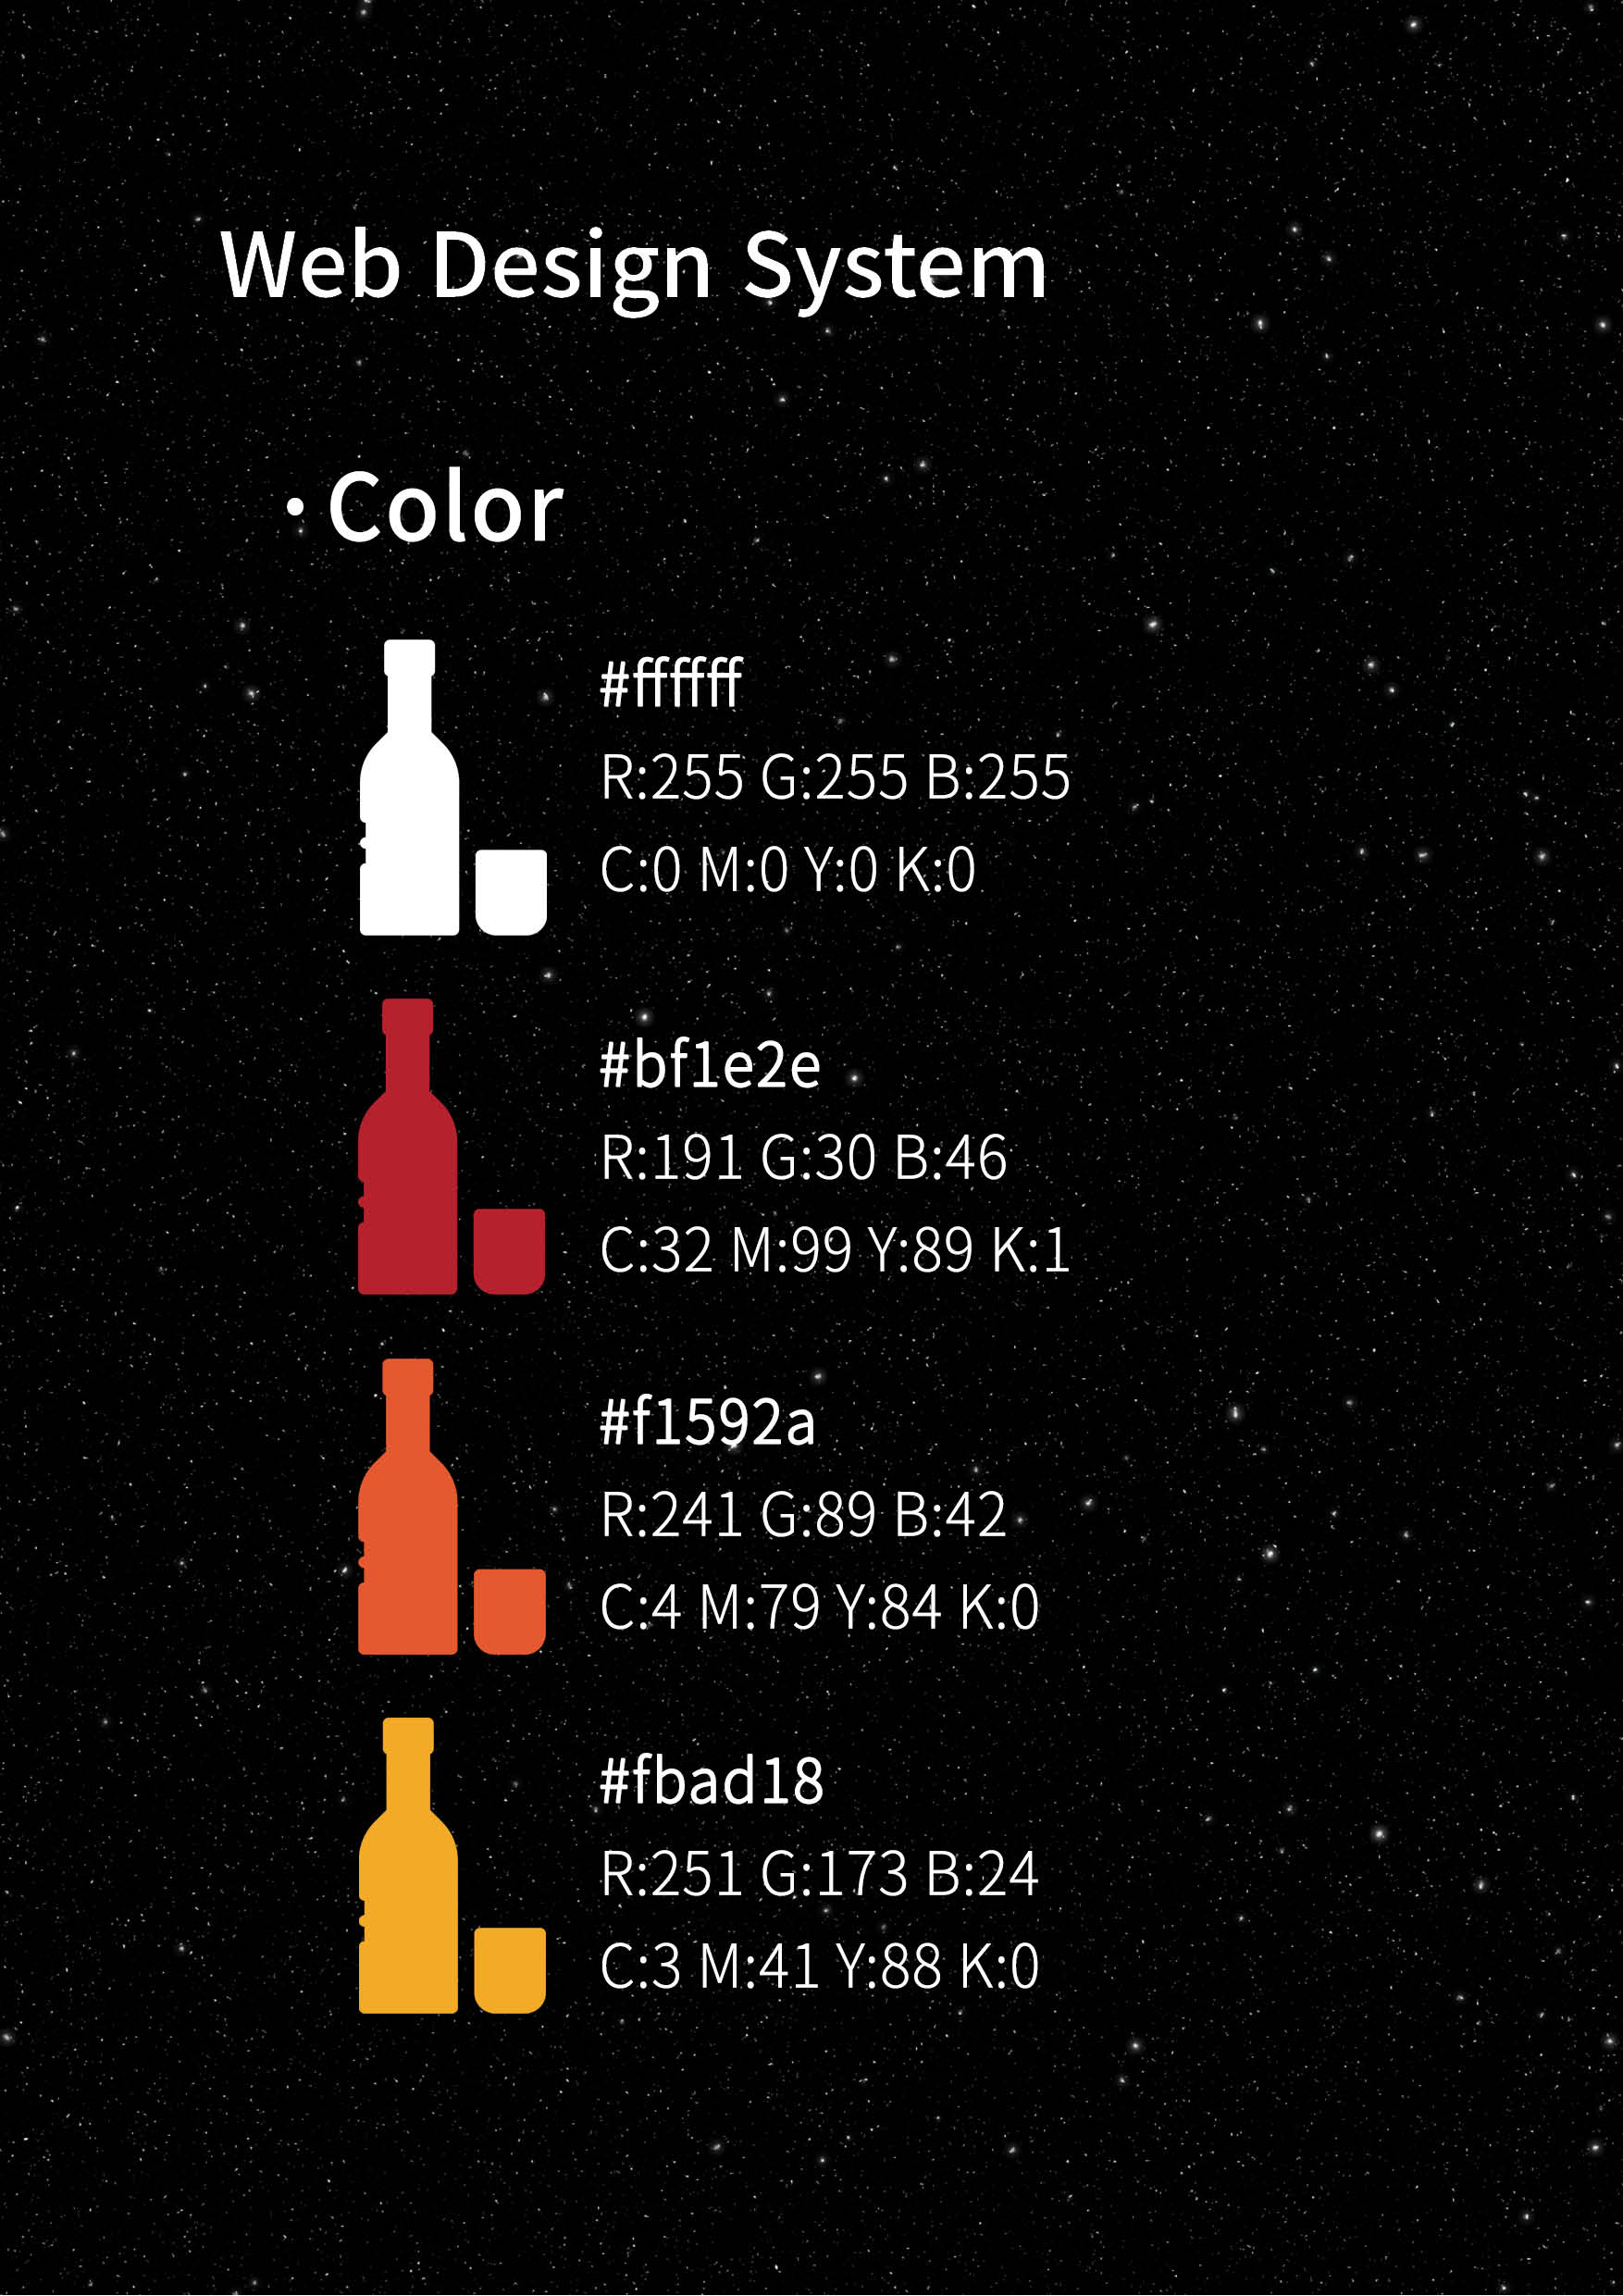 Web Design System
• Color
#ffffff
R:255 G:255 B:255
C:0 M:0 Y:0 K:0
#bf1e2e
R:191 G:30 B:46
C:32 M:99 Y:89 K:1
#f1592a
R:241 G:89 B:42
C:4 M:79 Y:84 K:0
#fbad18
R:251 G:173 B:24
C:3 M:41 Y:88 K:0